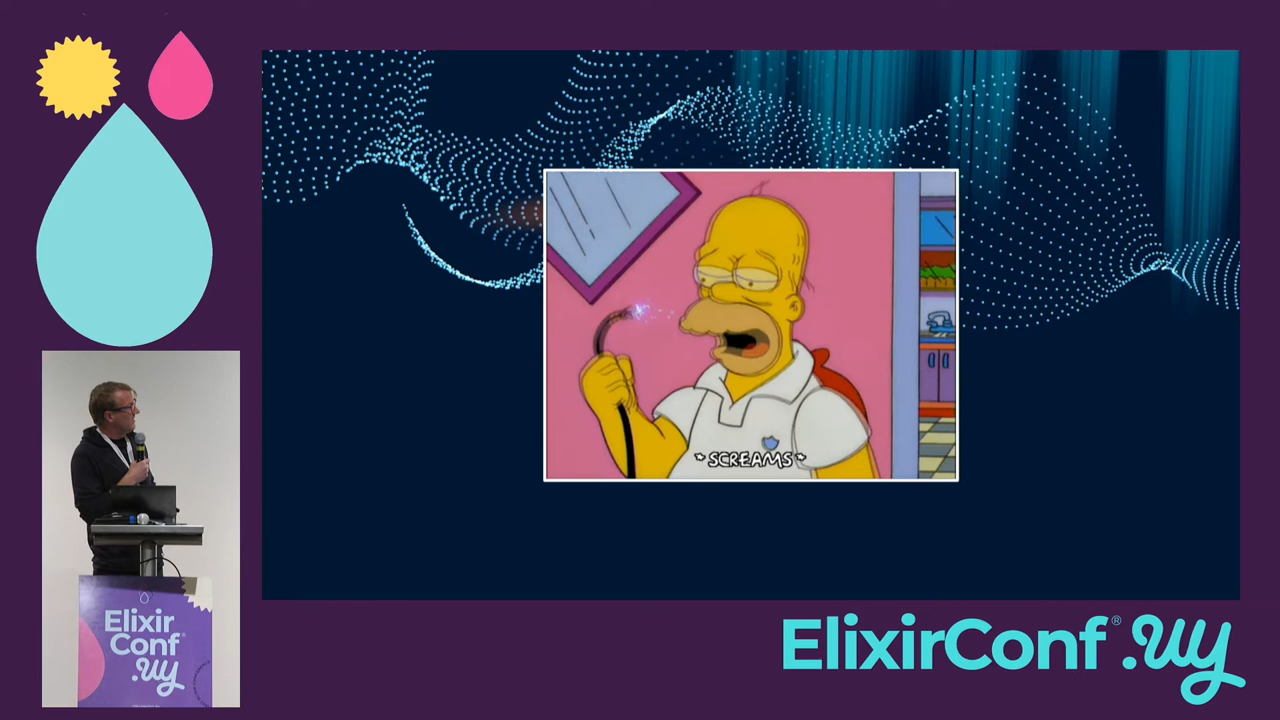 *SCREAMS*
Elixir
Conf®
.uy
ElixirConf® .uy